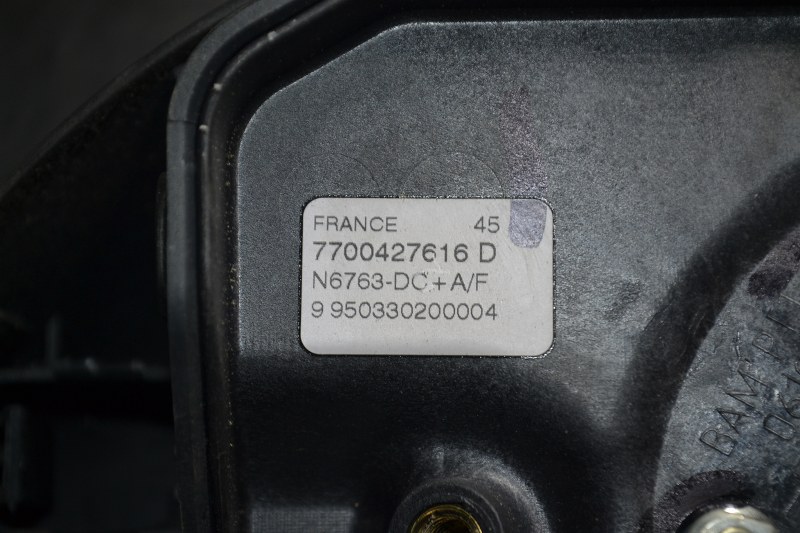 FRANCE 45
7700427616 D
N6763-DC+A/F
9 950330200004